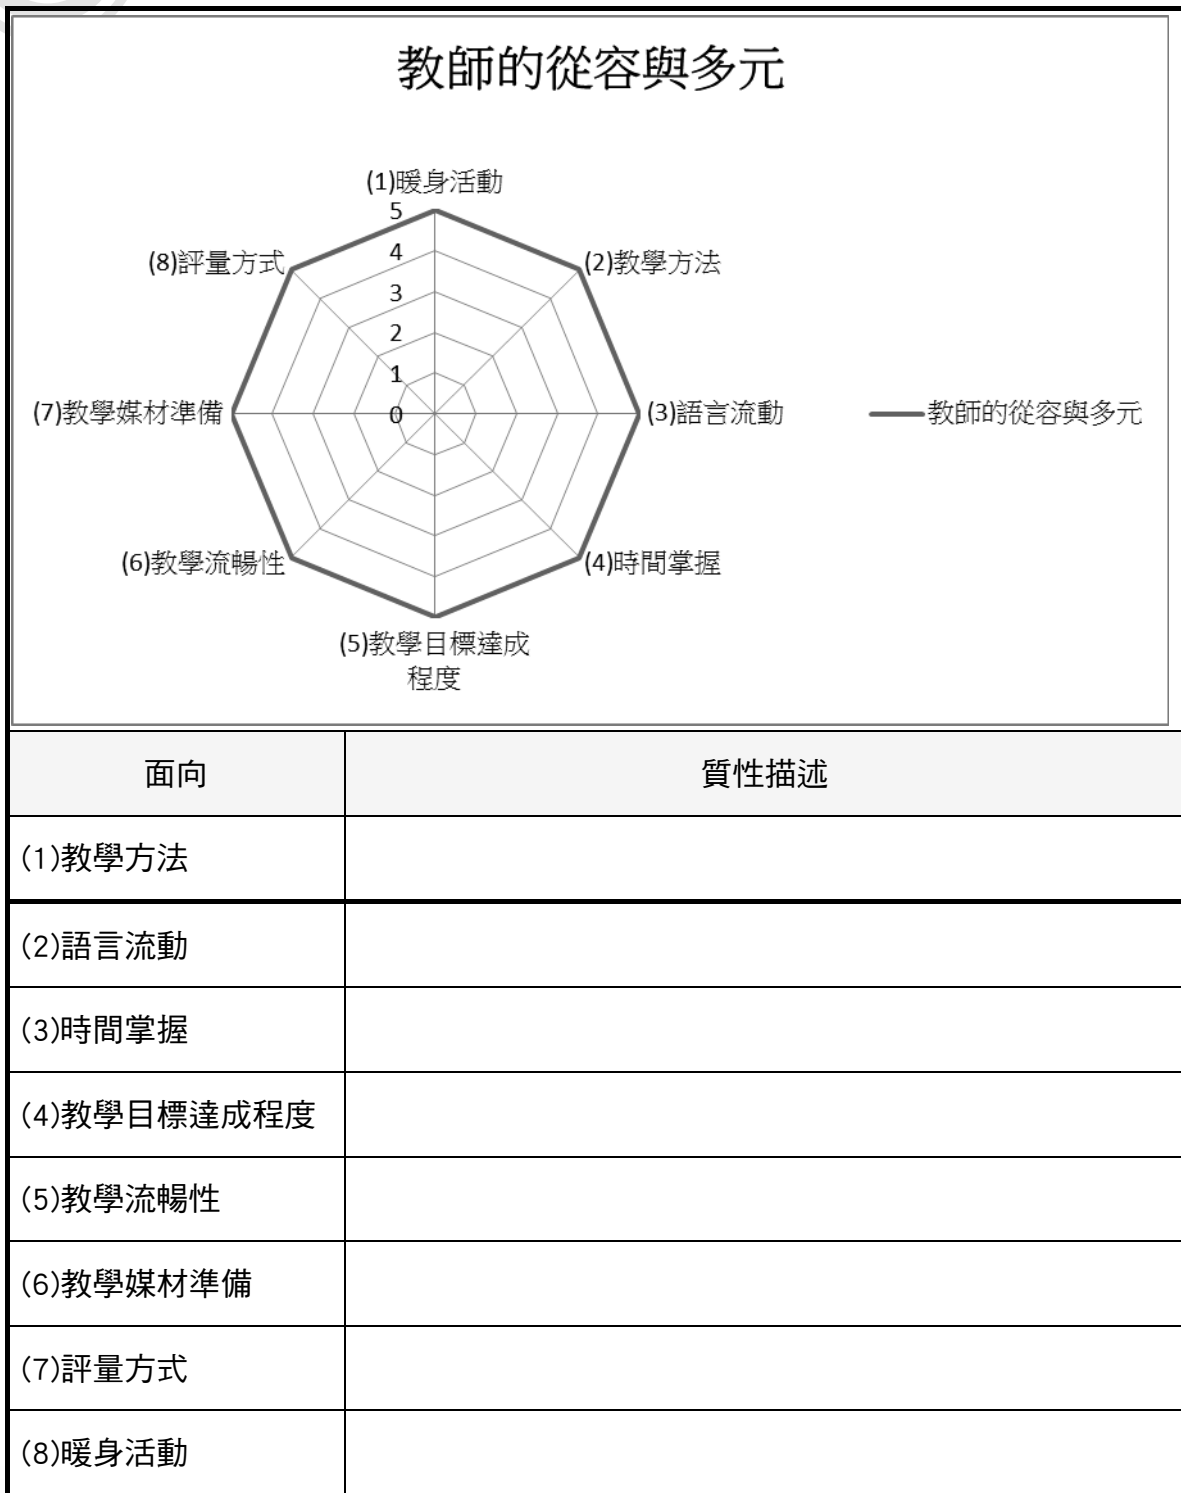 教師的從容與多元
(1)暖身活動
5
(8)評量方式
4
(2)教學方法
3
2
1
(7)教學媒材準備
0
(3)語言流動
教師的從容與多元
(6)教學流暢性
(4)時間掌握
(5)教學目標達成
程度
面向 質性描述
(1)教學方法
(2)語言流動
(3)時間掌握
(4)教學目標達成程度
(5)教學流暢性
(6)教學媒材準備
(7)評量方式
(8)暖身活動